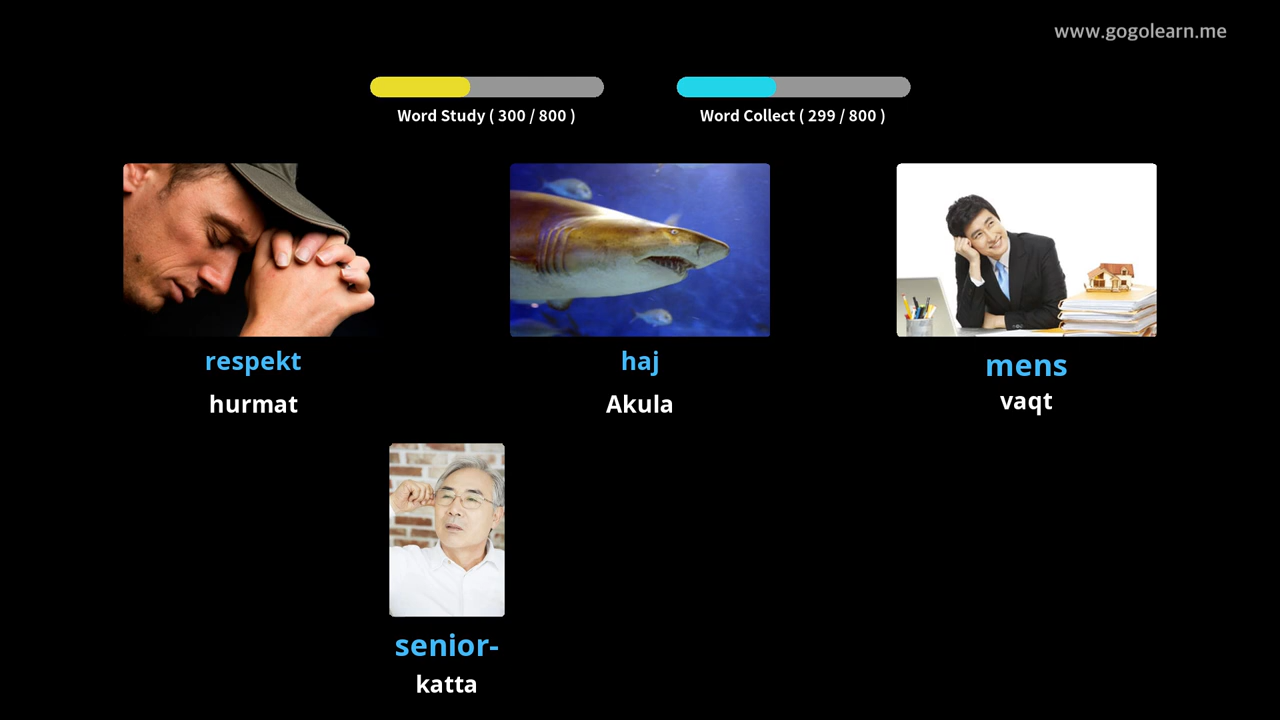 www.gogolearn.me
Word Study ( 300 / 800 )
Word Collect ( 299 / 800 )
respekt
hurmat
haj
Akula
mens
vaqt
senior-
katta